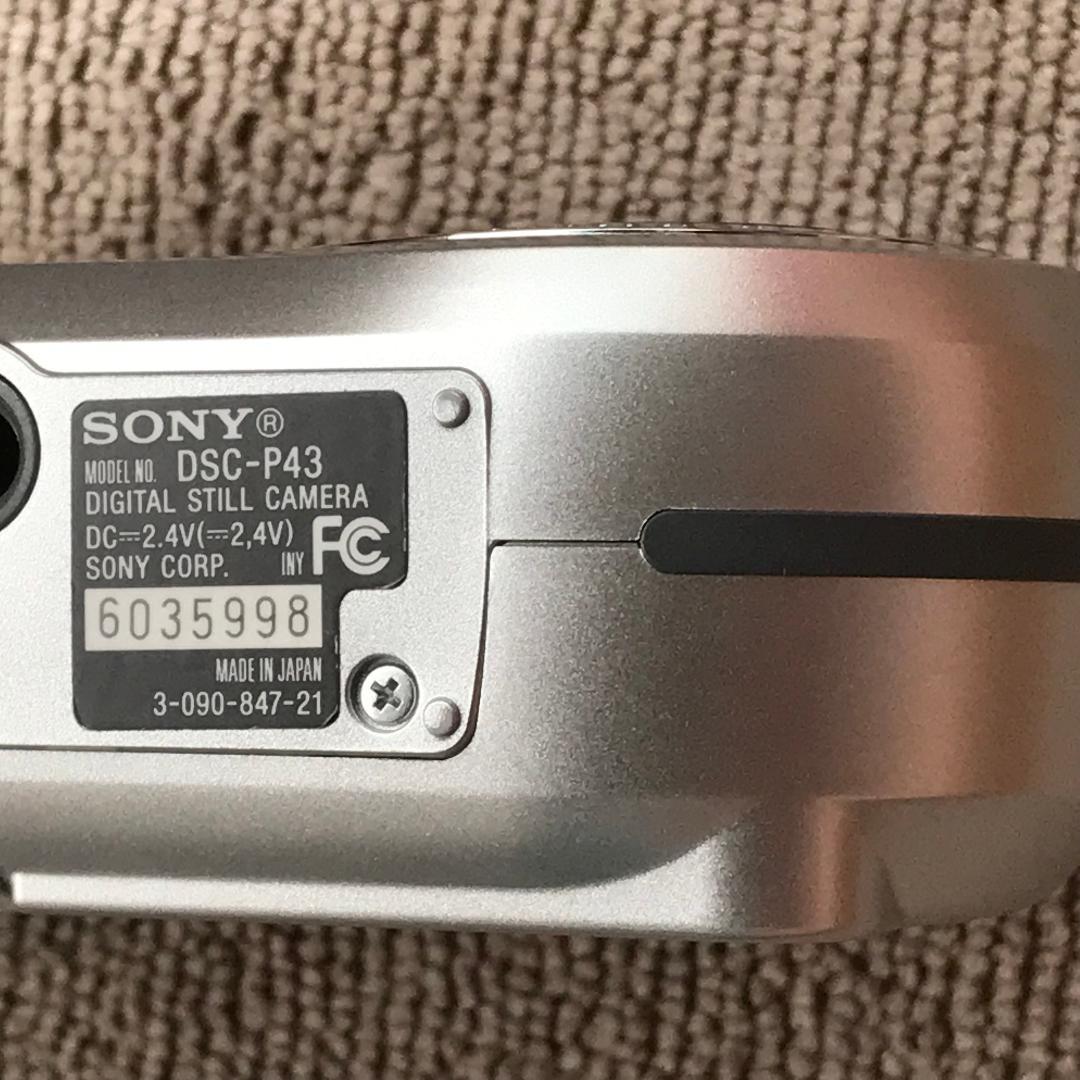 SONY®
MODEL NO. DSC-P43
DIGITAL STILL CAMERA
DC⎓2.4V(⎓2,4V)
SONY CORP. INY FC
6035998
MADE IN JAPAN
3-090-847-21